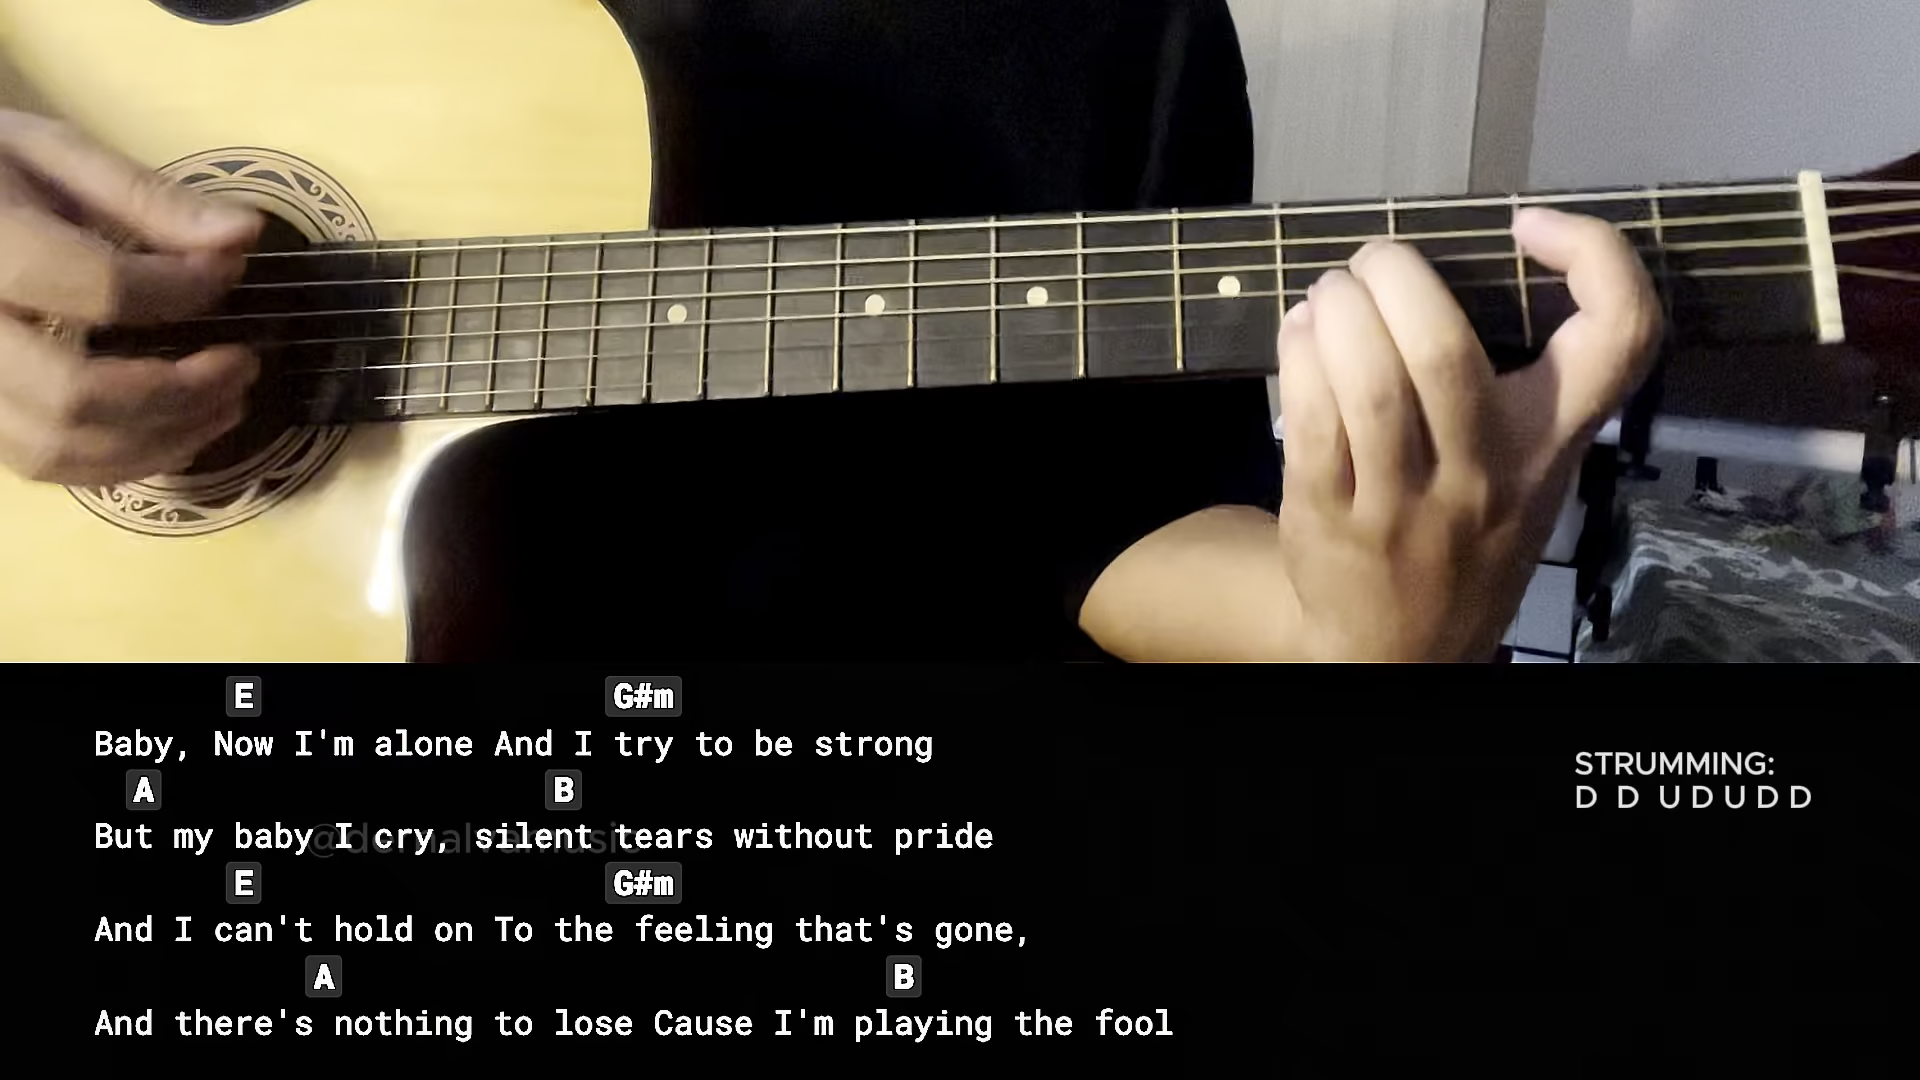 E G#m
Baby, Now I'm alone And I try to be strong
A B
But my baby I cry, silent tears without pride
E G#m
And I can't hold on To the feeling that's gone,
A B
And there's nothing to lose Cause I'm playing the fool
STRUMMING:
D D U D U D D